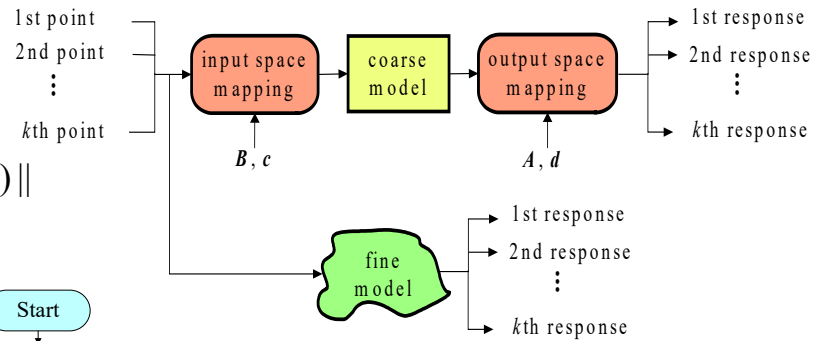 1st point
2nd point
⋮
kth point
input space
mapping
B, c
coarse
model
output space
mapping
A, d
1st response
2nd response
⋮
kth response
) ||
fine
model
1st response
2nd response
⋮
kth response
Start